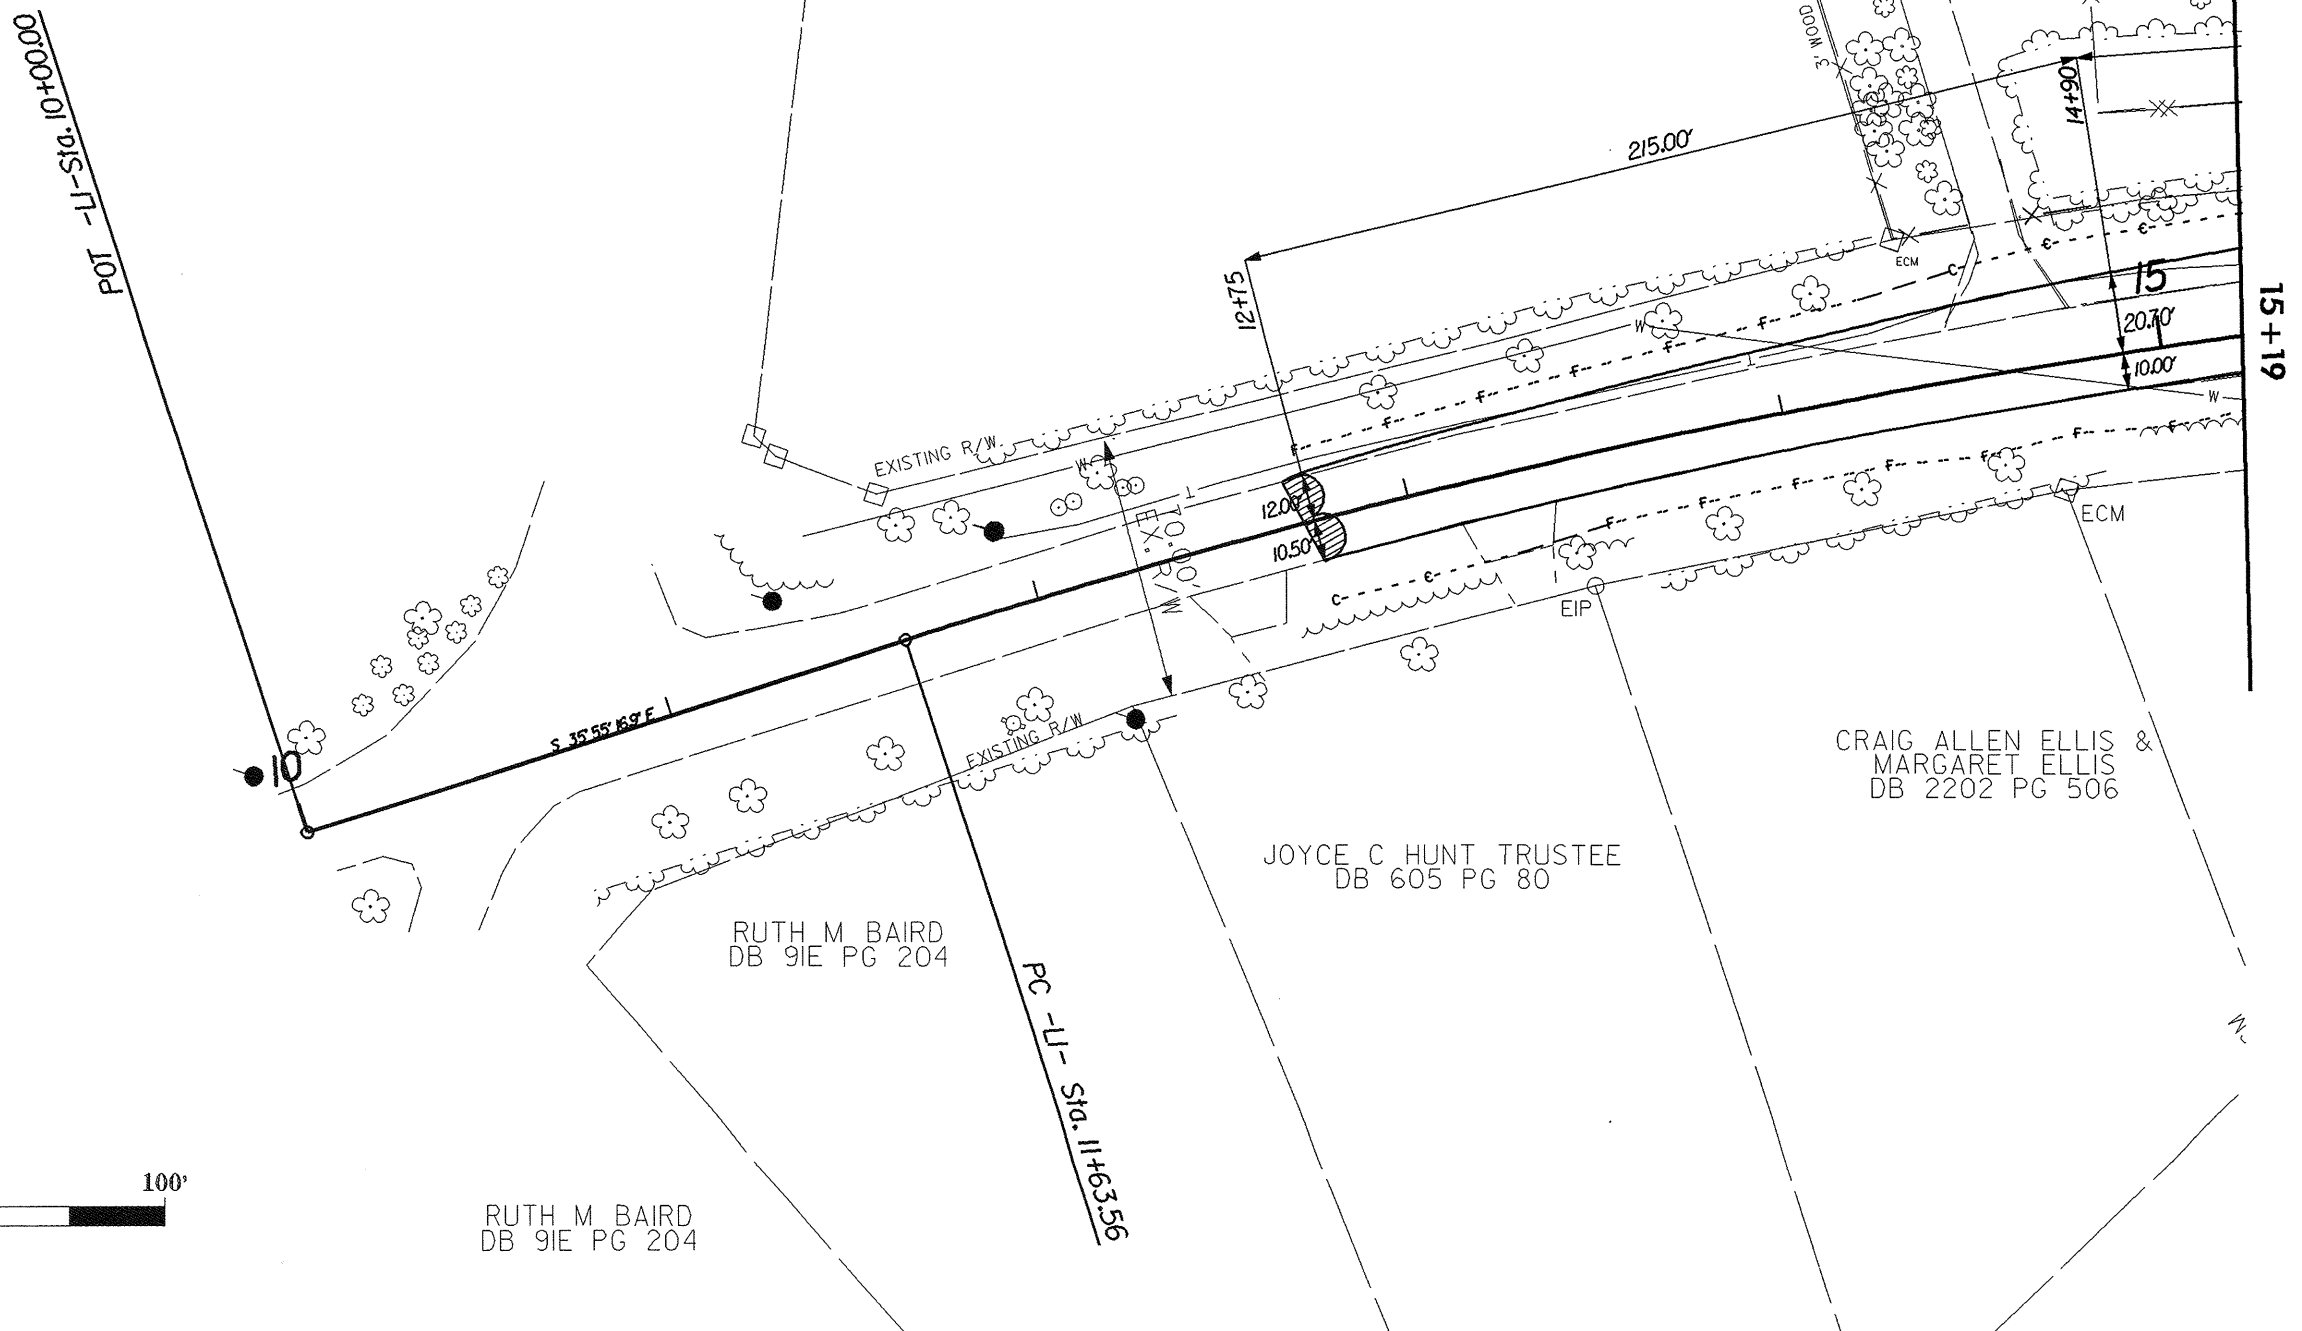 POT -L1-Sta. 10+00.00
3' WOOD
14+90
215.00'
ECM
12+75
15
20.70'
10.00'
15+19
EXISTING R/W
W
W
W
T
T
C
C
E
E
E
F
F
F
F
F
F
F
F
F
F
F
F
12.00'
10.50'
70.00'
EX. R/W
ECM
EIP
S 35°55'16.9" E
10
EXISTING R/W
CRAIG ALLEN ELLIS &
MARGARET ELLIS
DB 2202 PG 506
JOYCE C HUNT TRUSTEE
DB 605 PG 80
RUTH M BAIRD
DB 91E PG 204
PC -L1- Sta. 11+63.56
W
100'
RUTH M BAIRD
DB 91E PG 204